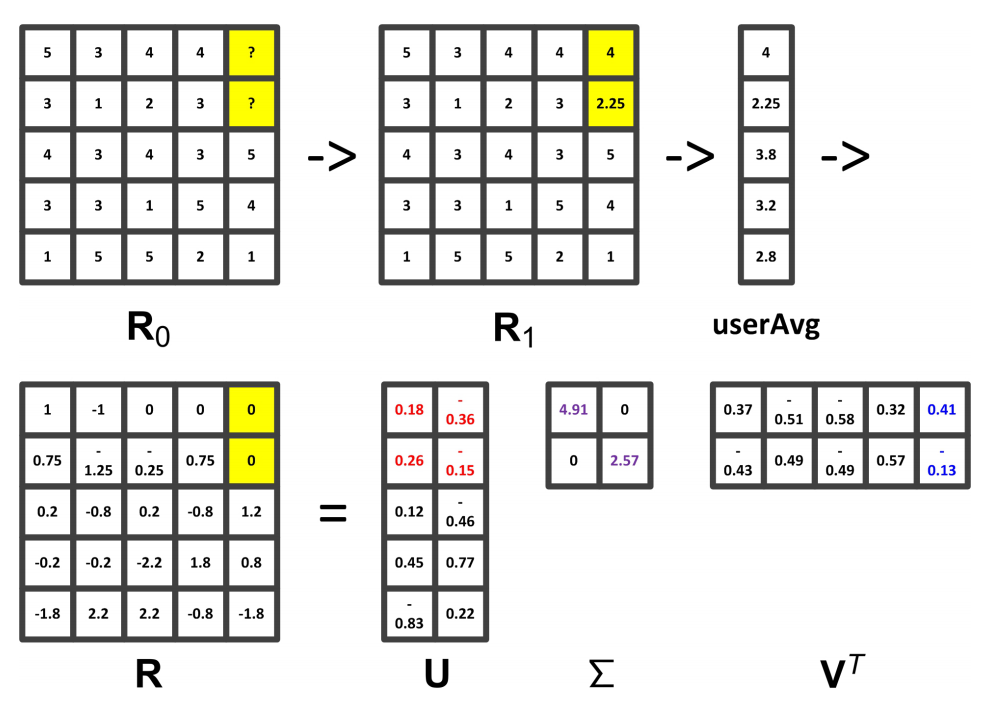 5 3 4 4 ?
3 1 2 3 ?
4 3 4 3 5
3 3 1 5 4
1 5 5 2 1
R0
->
5 3 4 4 4
3 1 2 3 2.25
4 3 4 3 5
3 3 1 5 4
1 5 5 2 1
R1
->
4
2.25
3.8
3.2
2.8
userAvg
->
1 -1 0 0 0
0.75 -1.25 -0.25 0.75 0
0.2 -0.8 0.2 -0.8 1.2
-0.2 -0.2 -2.2 1.8 0.8
-1.8 2.2 2.2 -0.8 -1.8
R
=
0.18 -0.36
0.26 -0.15
0.12 -0.46
0.45 0.77
-0.83 0.22
U
4.91 0
0 2.57
Σ
0.37 -0.51 -0.58 0.32 0.41
-0.43 0.49 -0.49 0.57 -0.13
V^T